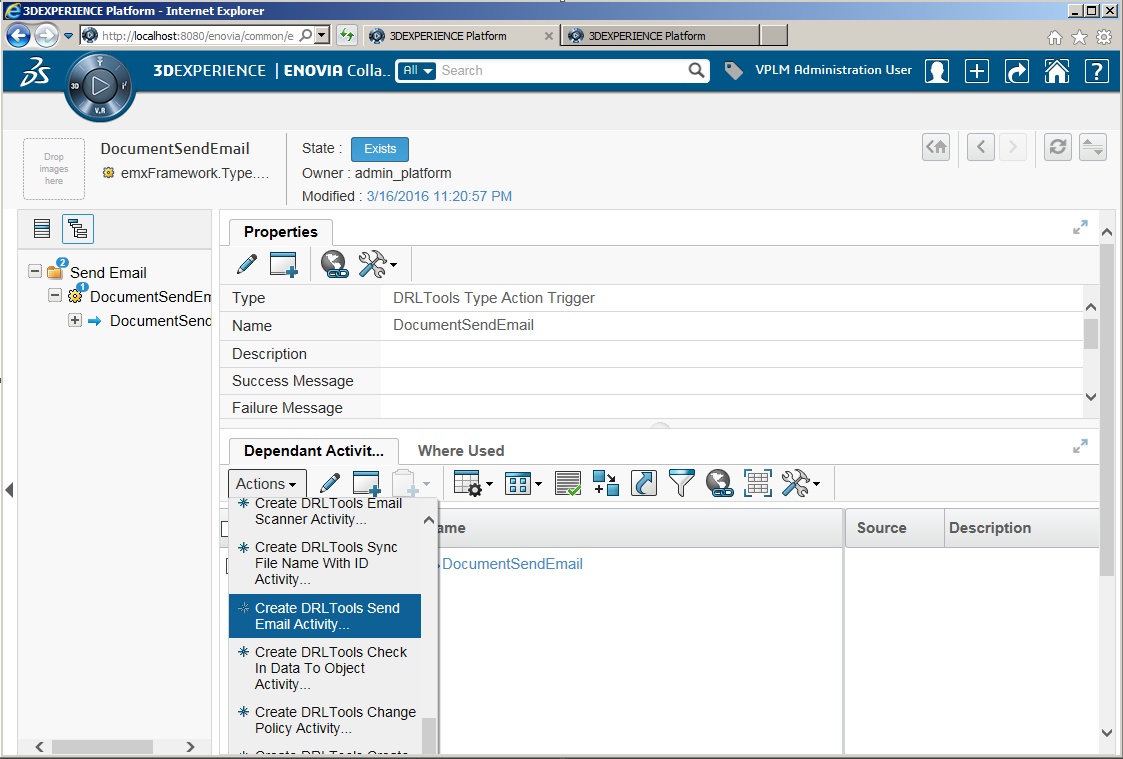 3DEXPERIENCE Platform - Internet Explorer
http://localhost:8080/enovia/common/e
3DEXPERIENCE Platform
3DEXPERIENCE Platform
3DEXPERIENCE | ENOVIA Colla..
All
Search
VPLM Administration User
3D
V.R
Drop
images
here
DocumentSendEmail
emxFramework.Type....
State :
Exists
Owner : admin_platform
Modified : 3/16/2016 11:20:57 PM
2
Send Email
1
DocumentSendEm
DocumentSend
Properties
Type
DRLTools Type Action Trigger
Name
DocumentSendEmail
Description
Success Message
Failure Message
Dependant Activit...
Where Used
Actions
ame
Source
Description
DocumentSendEmail
Create DRLTools Email
Scanner Activity...
Create DRLTools Sync
File Name With ID
Activity...
Create DRLTools Send
Email Activity...
Create DRLTools Check
In Data To Object
Activity...
Create DRLTools Change
Policy Activity...
Create DRLTools Create